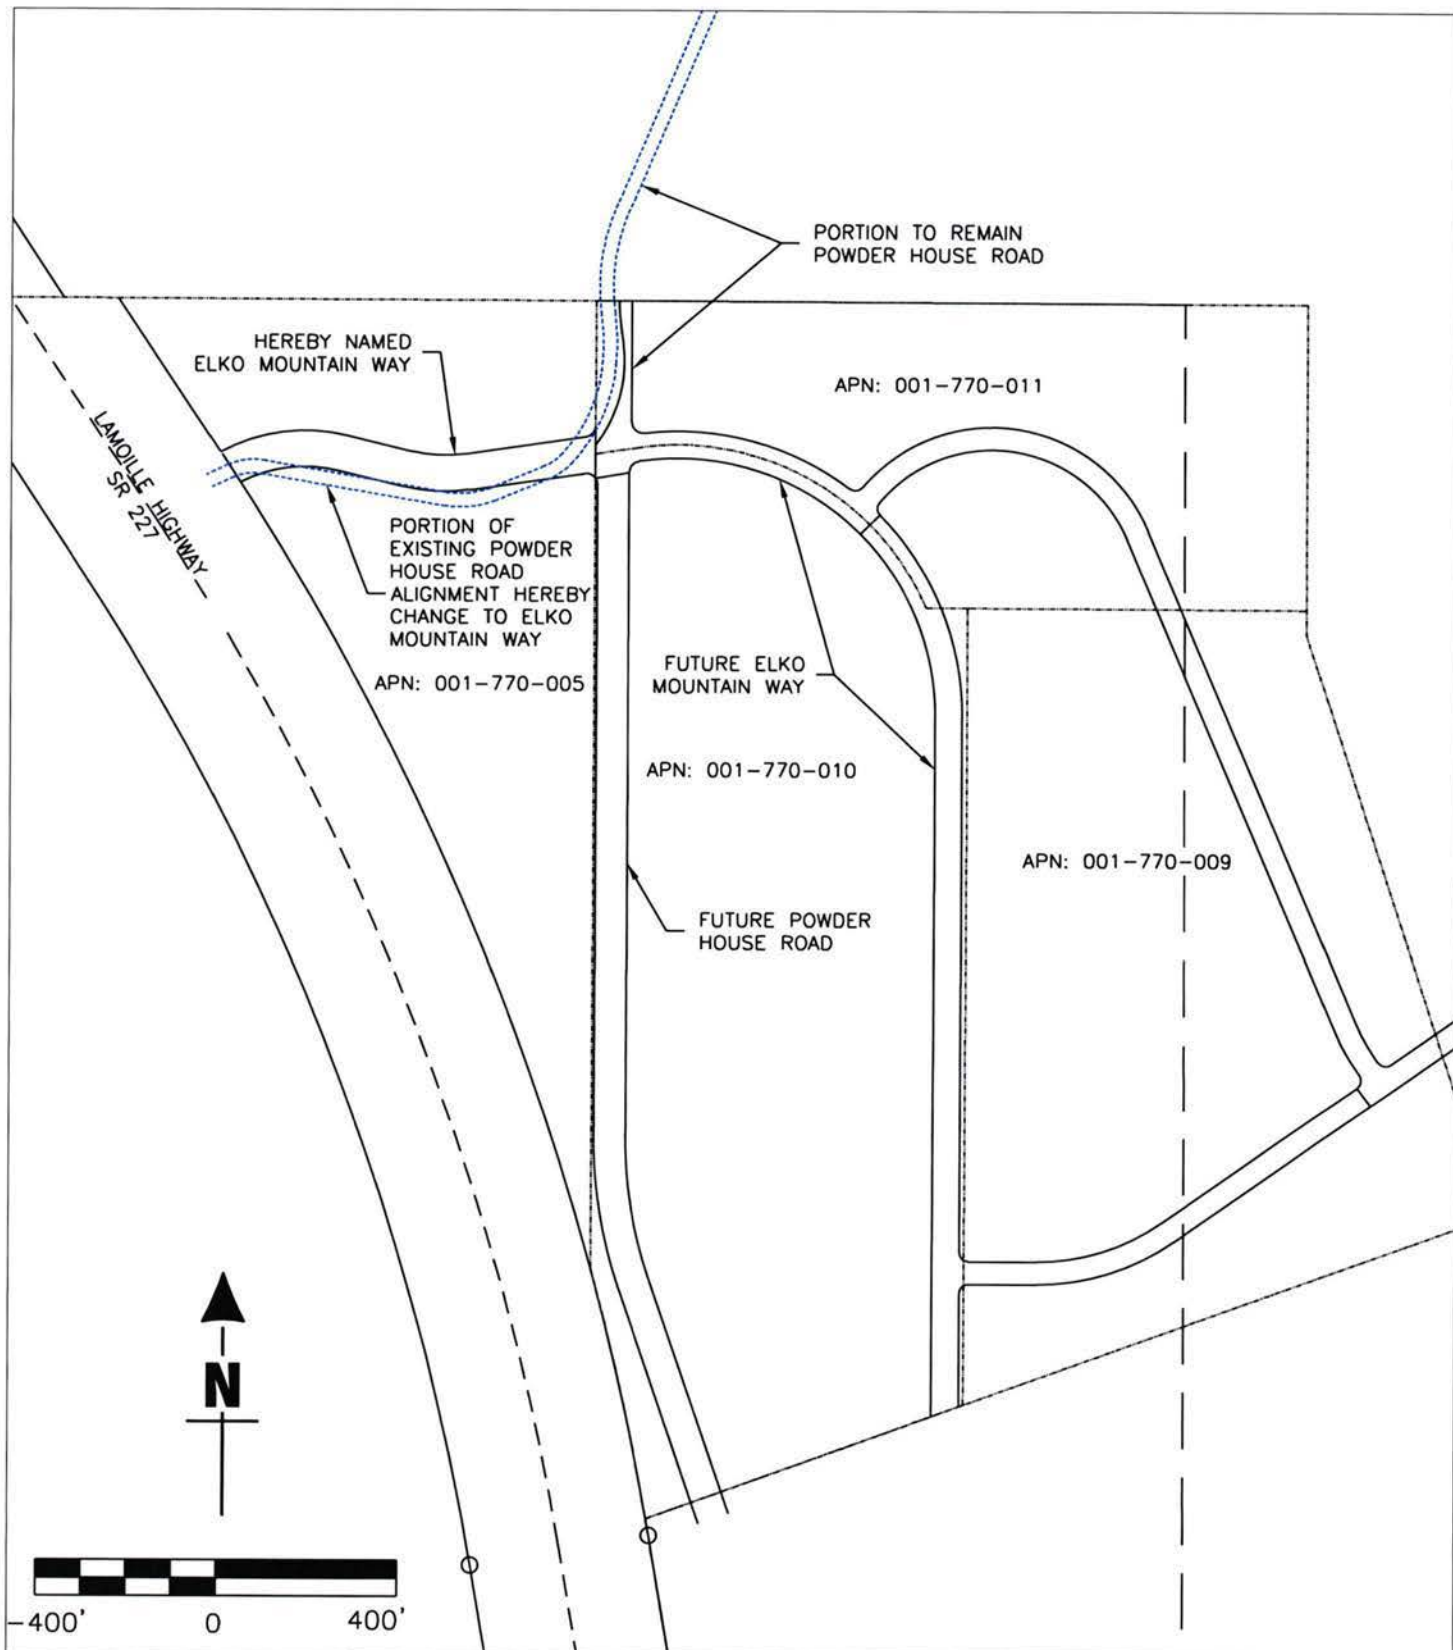 PORTION TO REMAIN
POWDER HOUSE ROAD
HEREBY NAMED
ELKO MOUNTAIN WAY
APN: 001-770-011
LAMOILLE HIGHWAY
SR 227
PORTION OF
EXISTING POWDER
HOUSE ROAD
ALIGNMENT HEREBY
CHANGE TO ELKO
MOUNTAIN WAY
APN: 001-770-005
FUTURE ELKO
MOUNTAIN WAY
APN: 001-770-010
APN: 001-770-009
FUTURE POWDER
HOUSE ROAD
N
-400' 0 400'